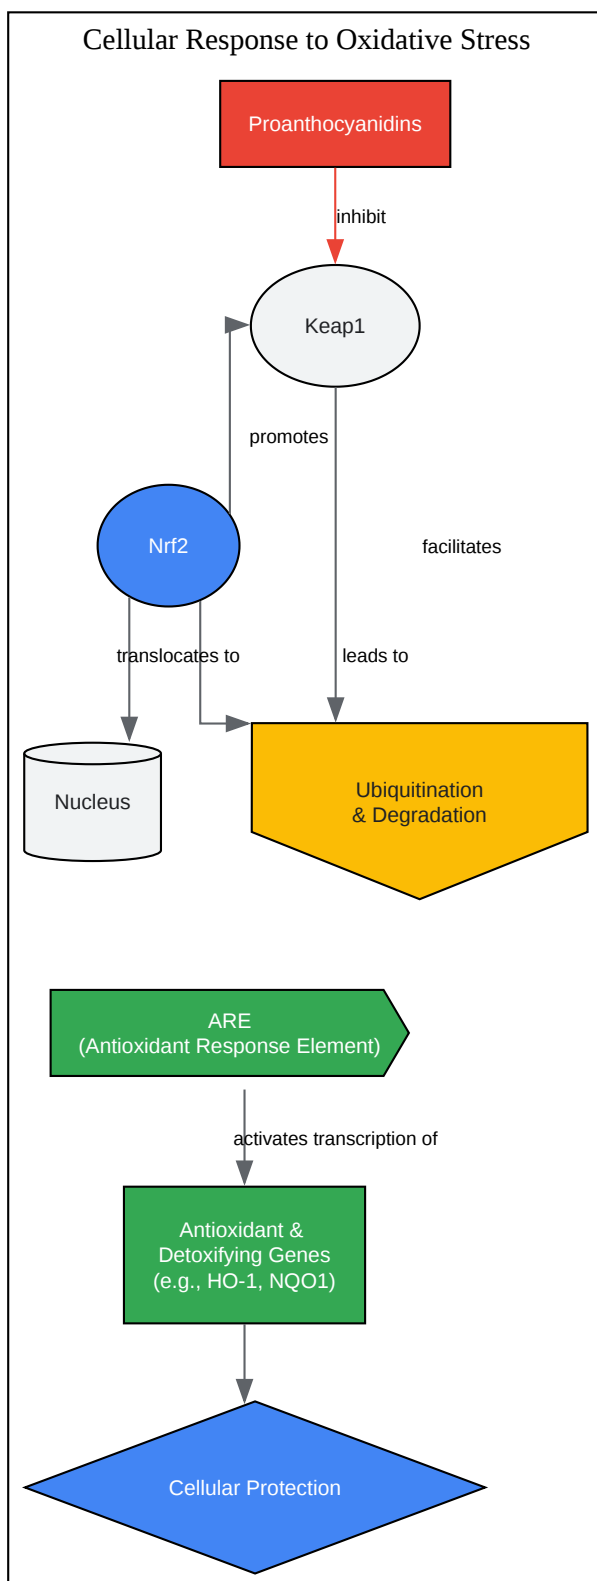 Cellular Response to Oxidative Stress
Proanthocyanidins
inhibit
Keap1
promotes
Nrf2
facilitates
translocates to
leads to
Nucleus
Ubiquitination
& Degradation
ARE
(Antioxidant Response Element)
activates transcription of
Antioxidant &
Detoxifying Genes
(e.g., HO-1, NQO1)
Cellular Protection